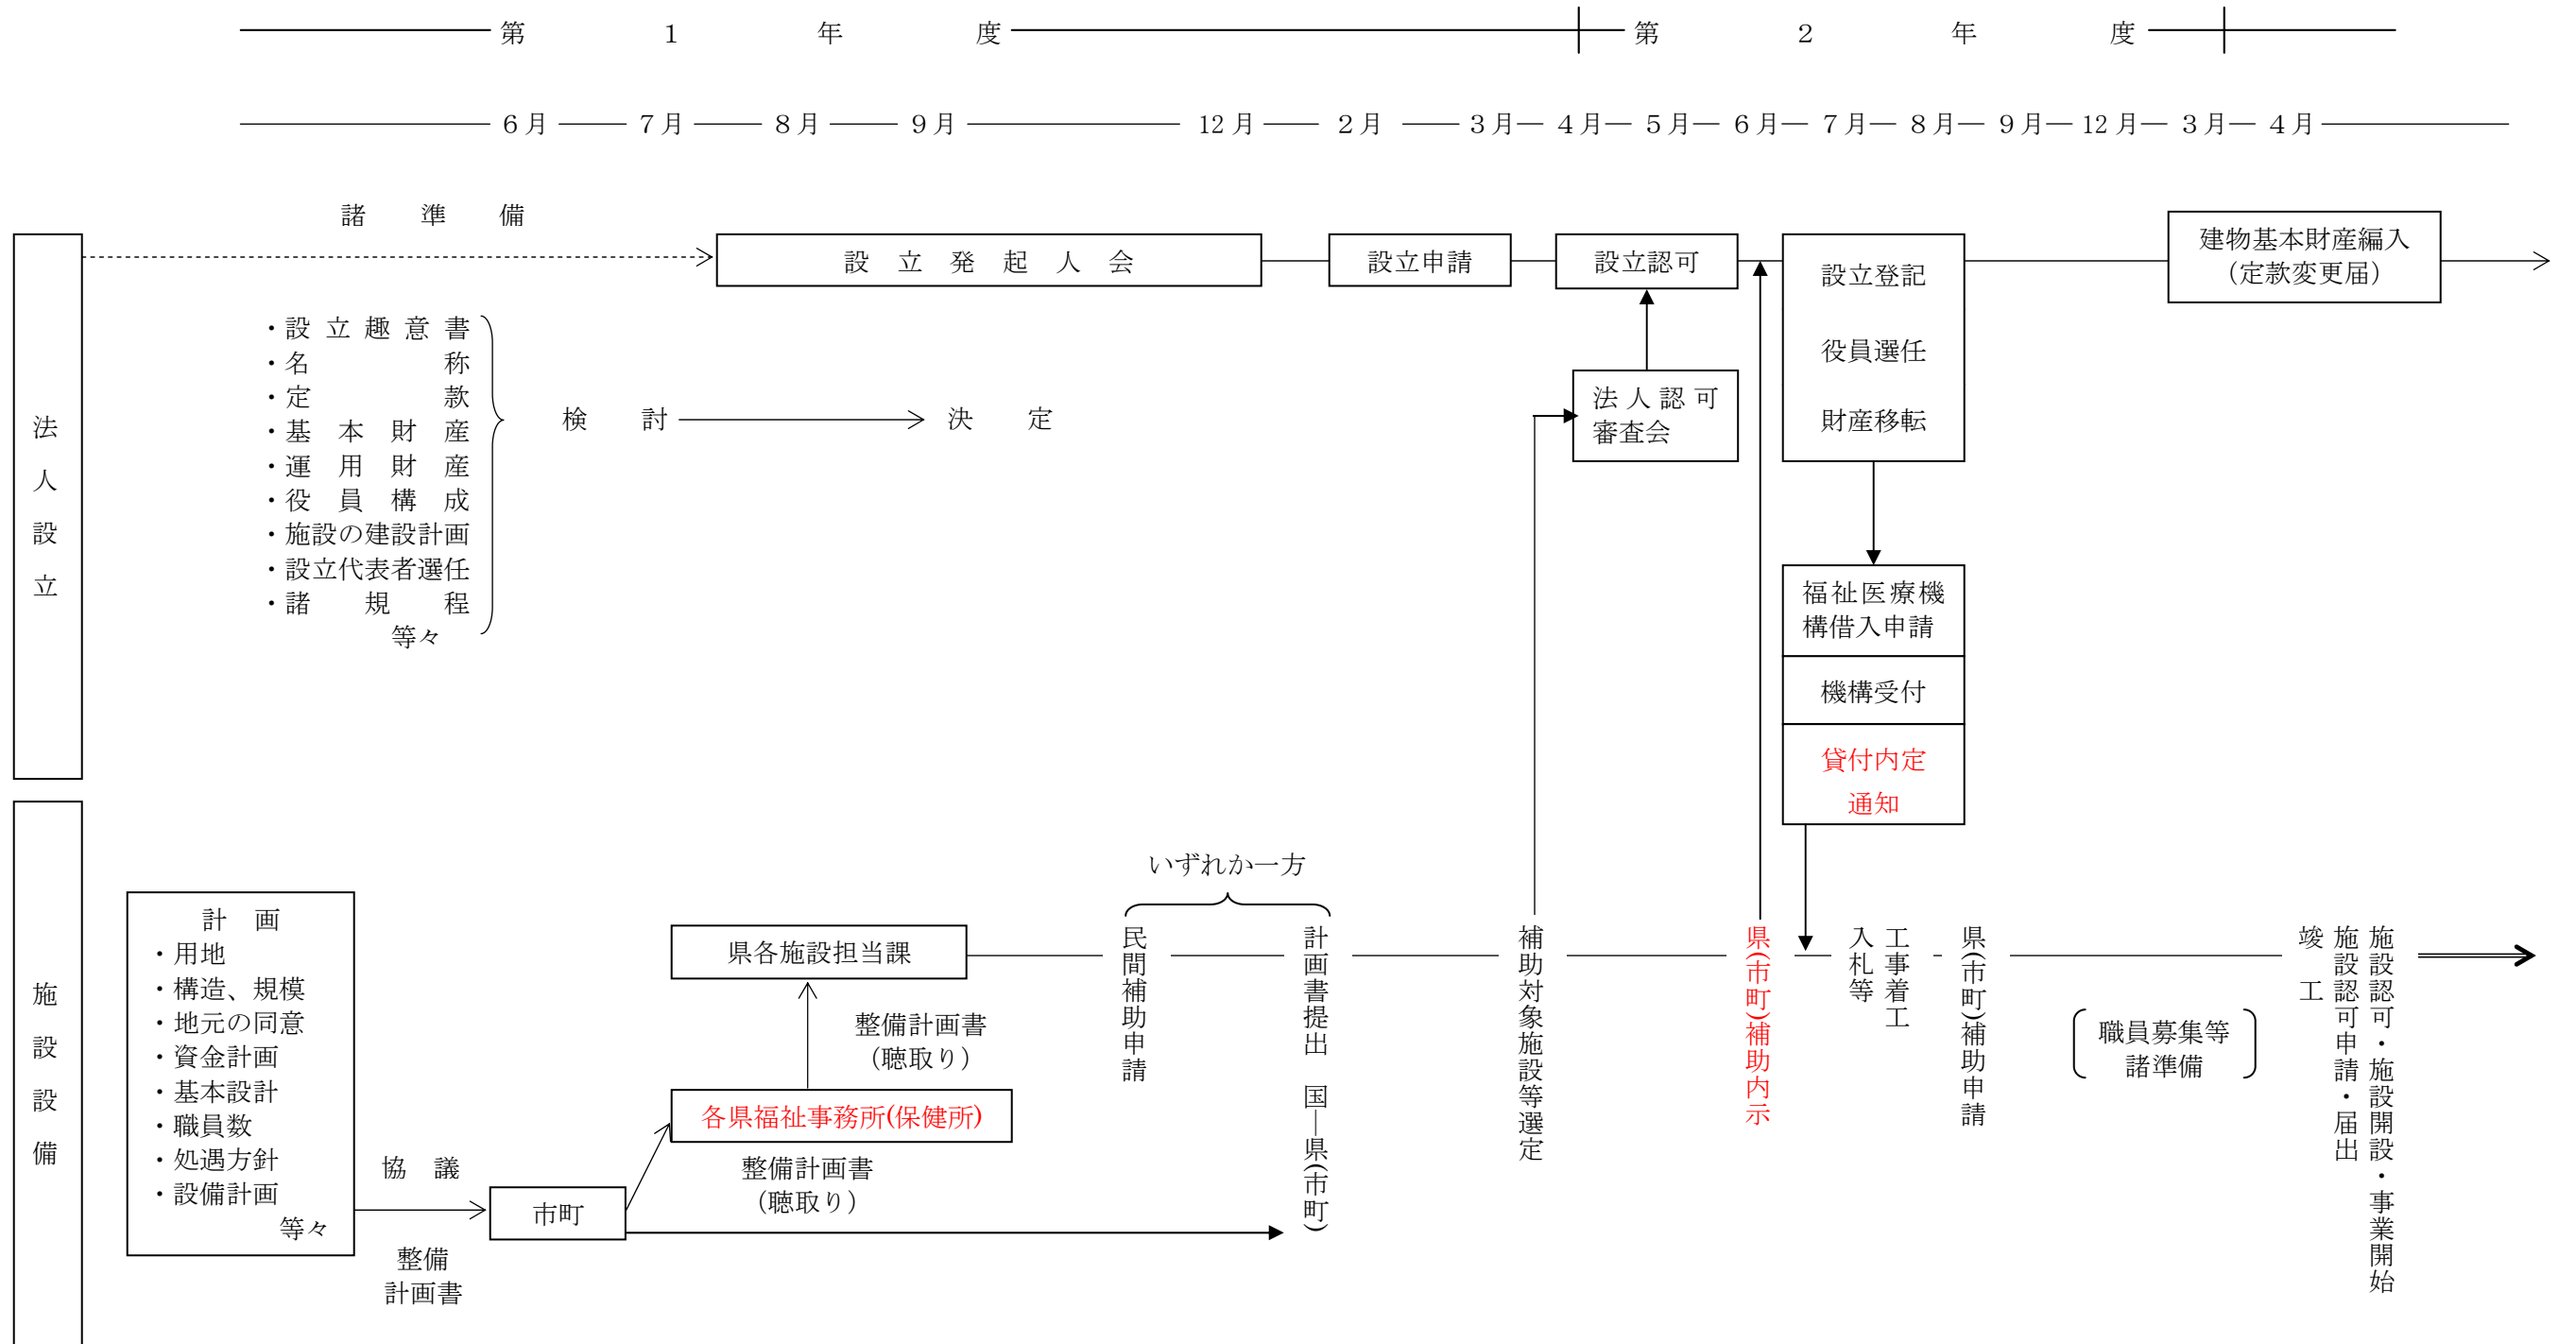 第1年度 第2年度
6月 7月 8月 9月 12月 2月 3月 4月 5月 6月 7月 8月 9月 12月 3月 4月
法人設立
諸準備
設立発起人会
設立申請
設立認可
設立登記
役員選任
財産移転
建物基本財産編入
（定款変更届）
・設立趣意書
・名称
・定款
・基本財産
・運用財産
・役員構成
・施設の建設計画
・設立代表者選任
・諸規程
等々
検討
決定
法人認可
審査会
福祉医療機
構借入申請
機構受付
貸付内定
通知
施設設備
計画
・用地
・構造、規模
・地元の同意
・資金計画
・基本設計
・職員数
・処遇方針
・設備計画
等々
協議
整備
計画書
市町
県各施設担当課
整備計画書
（聴取り）
各県福祉事務所(保健所)
整備計画書
（聴取り）
いずれか一方
民間補助申請
計画書提出　国―県(市町)
補助対象施設等選定
県(市町)補助内示
工事着工
入札等
県(市町)補助申請
職員募集等
諸準備
施設認可・施設開設・事業開始
施設認可申請・届出
竣工